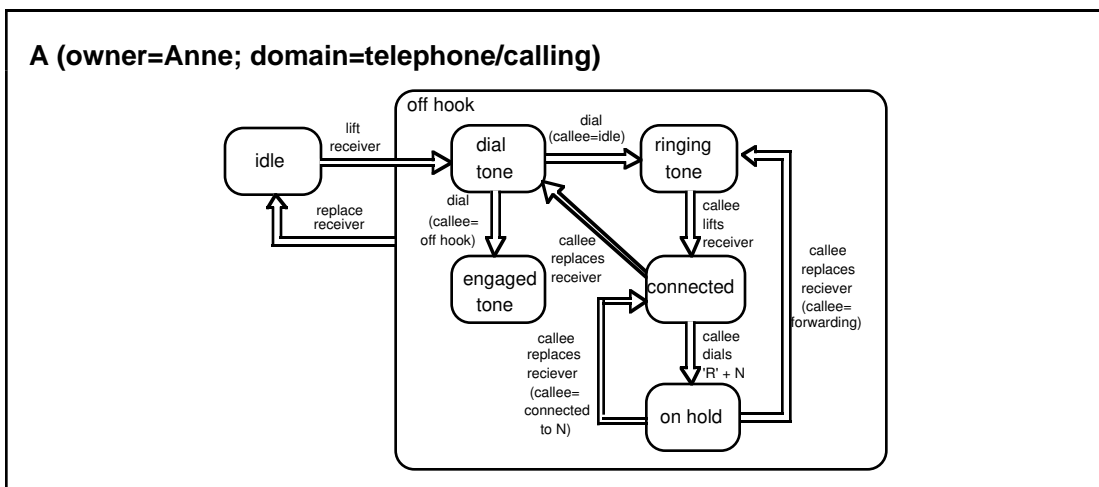 A (owner=Anne; domain=telephone/calling)
off hook
idle
lift
receiver
dial
tone
dial
(callee=idle)
ringing
tone
replace
receiver
dial
(callee=
off hook)
engaged
tone
callee
replaces
receiver
callee
lifts
receiver
connected
callee
replaces
reciever
(callee=
forwarding)
callee
replaces
reciever
(callee=
connected
to N)
callee
dials
'R' + N
on hold